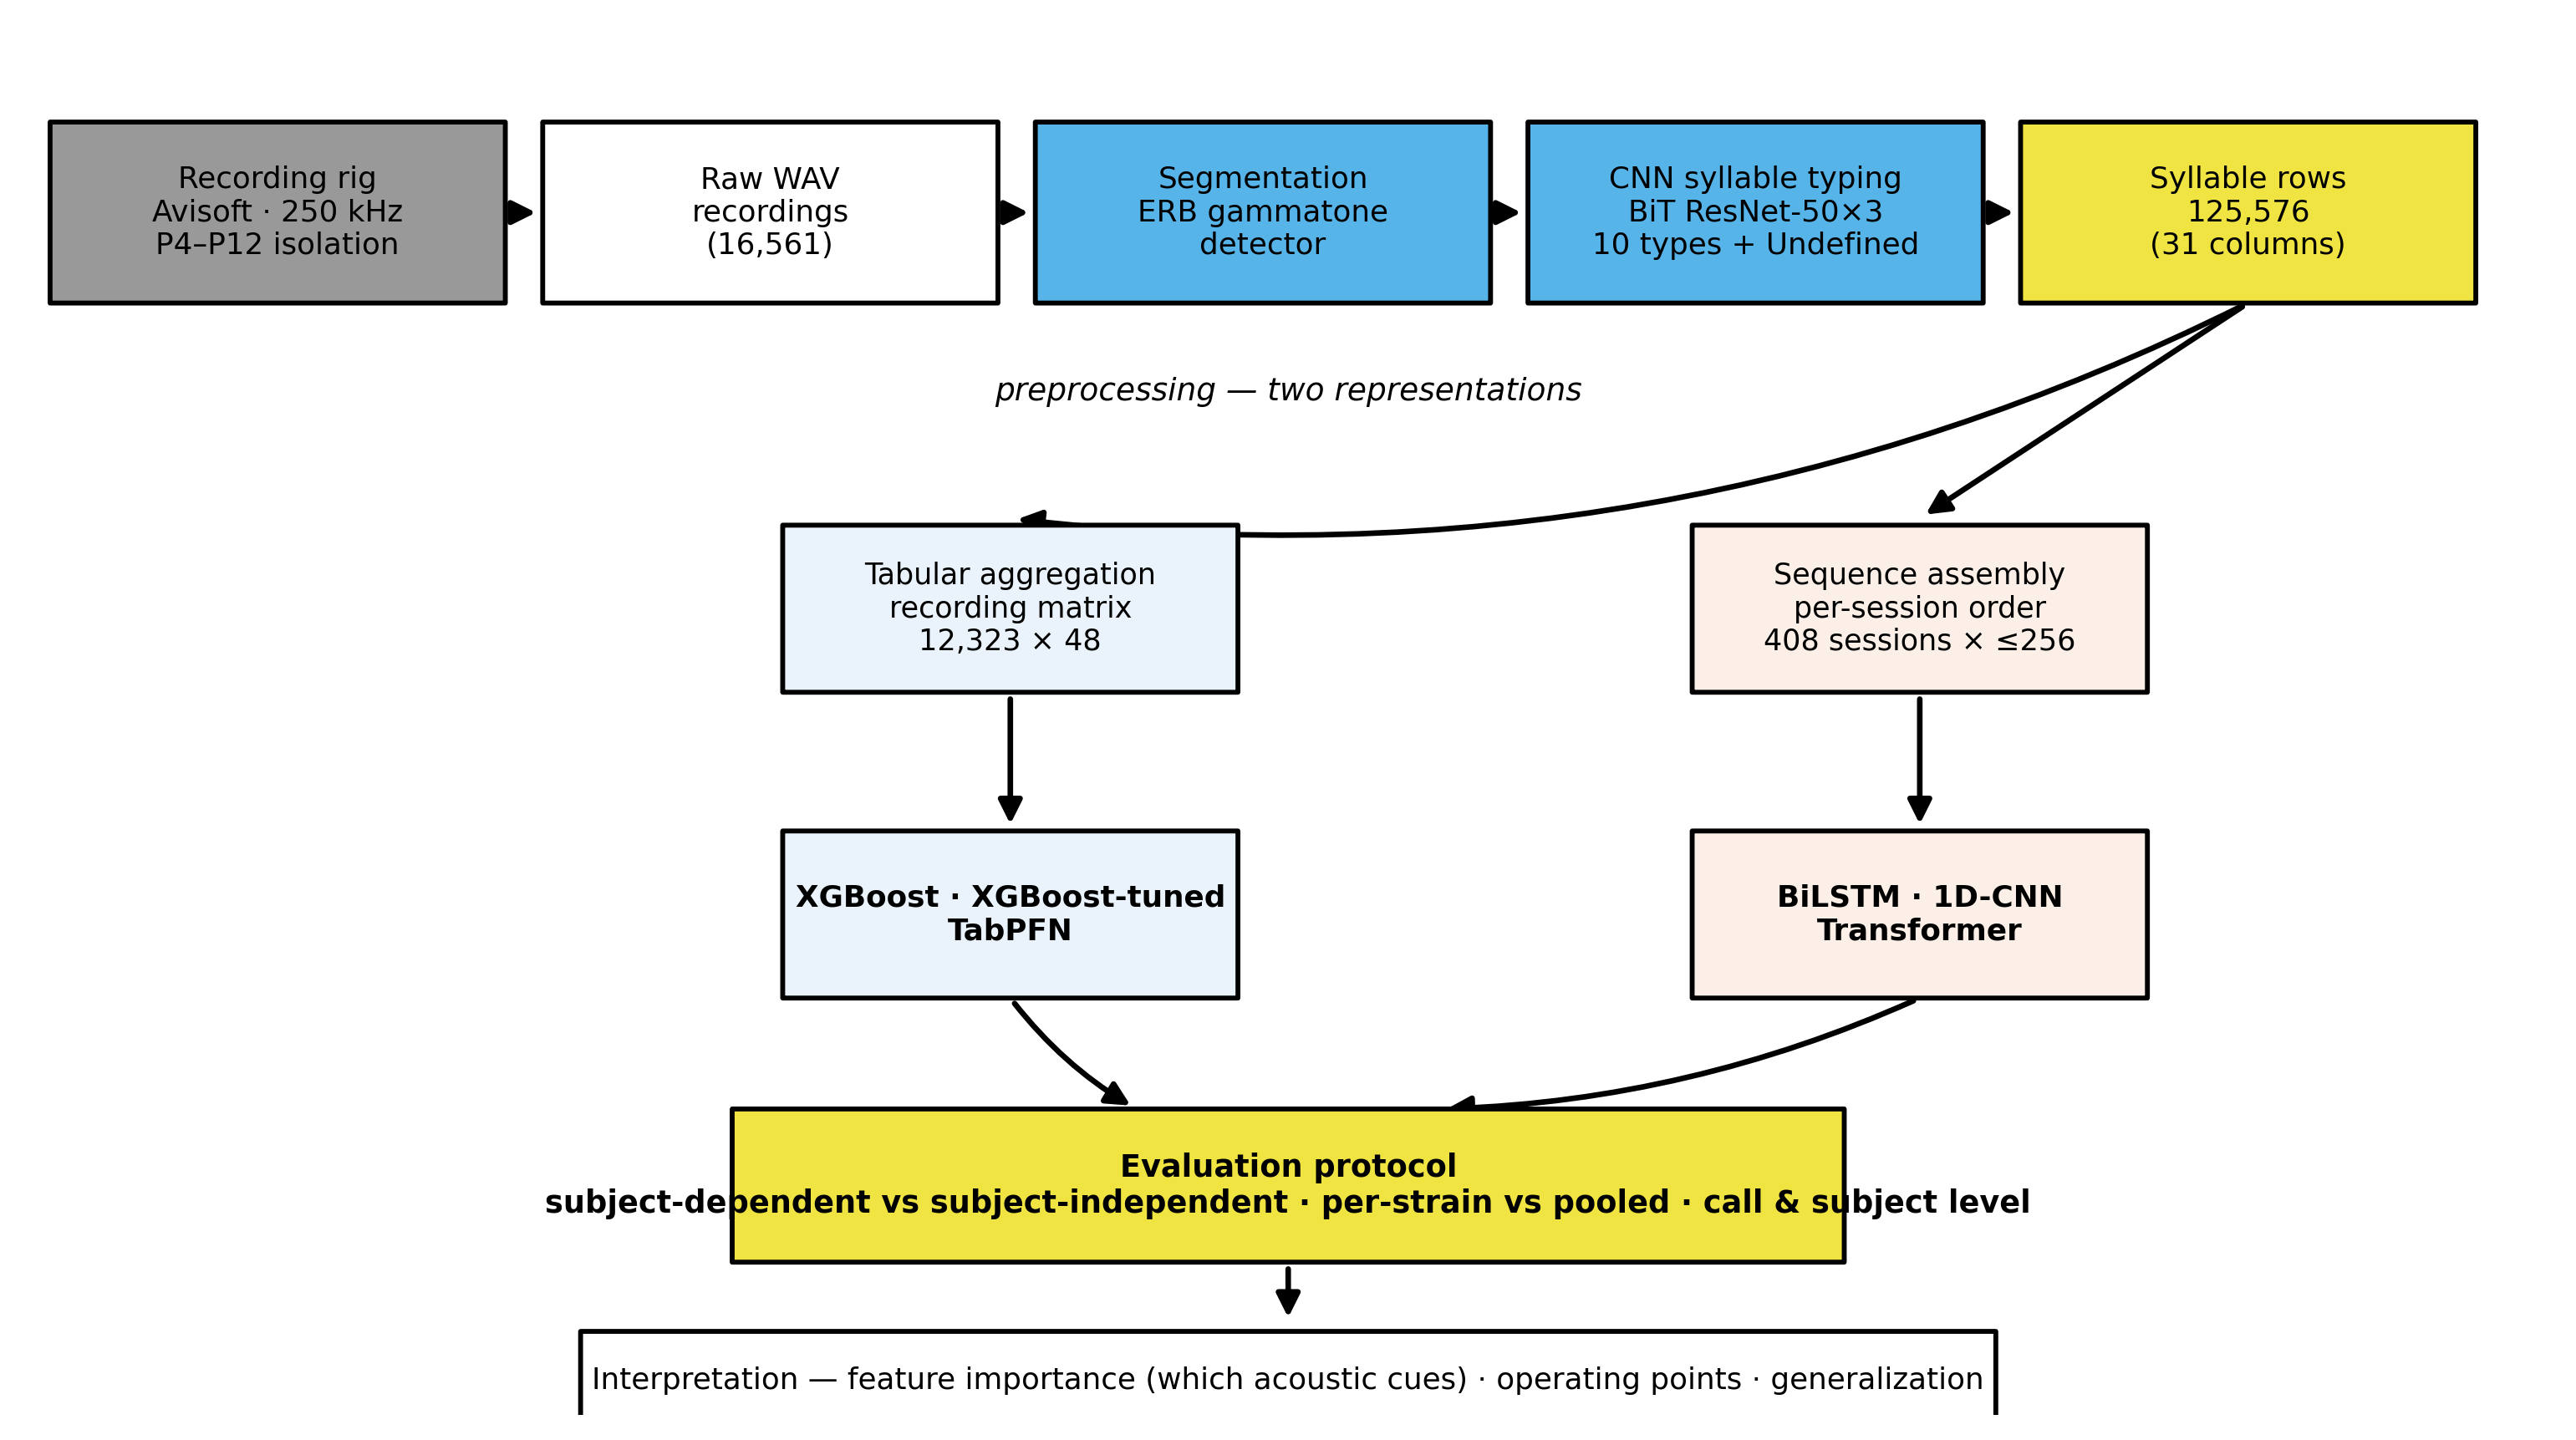 Recording rig
Avisoft · 250 kHz
P4–P12 isolation
Raw WAV
recordings
(16,561)
Segmentation
ERB gammatone
detector
CNN syllable typing
BiT ResNet-50×3
10 types + Undefined
Syllable rows
125,576
(31 columns)
preprocessing — two representations
Tabular aggregation
recording matrix
12,323 × 48
Sequence assembly
per-session order
408 sessions × ≤256
XGBoost · XGBoost-tuned
TabPFN
BiLSTM · 1D-CNN
Transformer
Evaluation protocol
subject-dependent vs subject-independent · per-strain vs pooled · call & subject level
Interpretation — feature importance (which acoustic cues) · operating points · generalization